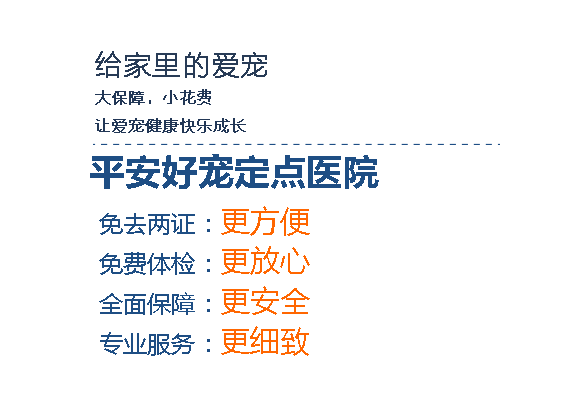 给家里的爱宠
大保障，小花费
让爱宠健康快乐成长
平安好宠定点医院
免去两证：更方便
免费体检：更放心
全面保障：更安全
专业服务：更细致